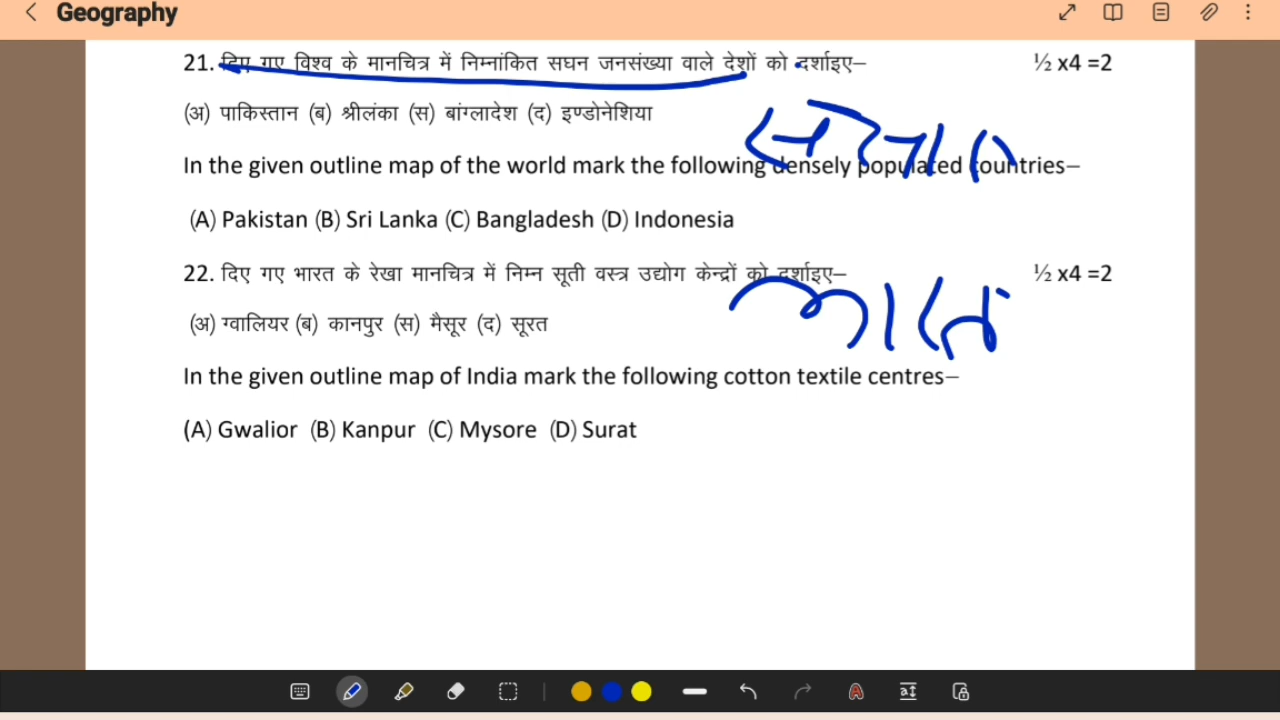 Geography
21. दिए गए विश्व के मानचित्र में निम्नांकित सघन जनसंख्या वाले देशों को दर्शाइए– ½ x4 =2
(अ) पाकिस्तान (ब) श्रीलंका (स) बांग्लादेश (द) इण्डोनेशिया
In the given outline map of the world mark the following densely populated countries–
(A) Pakistan (B) Sri Lanka (C) Bangladesh (D) Indonesia
22. दिए गए भारत के रेखा मानचित्र में निम्न सूती वस्त्र उद्योग केन्द्रों को दर्शाइए– ½ x4 =2
(अ) ग्वालियर (ब) कानपुर (स) मैसूर (द) सूरत
In the given outline map of India mark the following cotton textile centres–
(A) Gwalior (B) Kanpur (C) Mysore (D) Surat